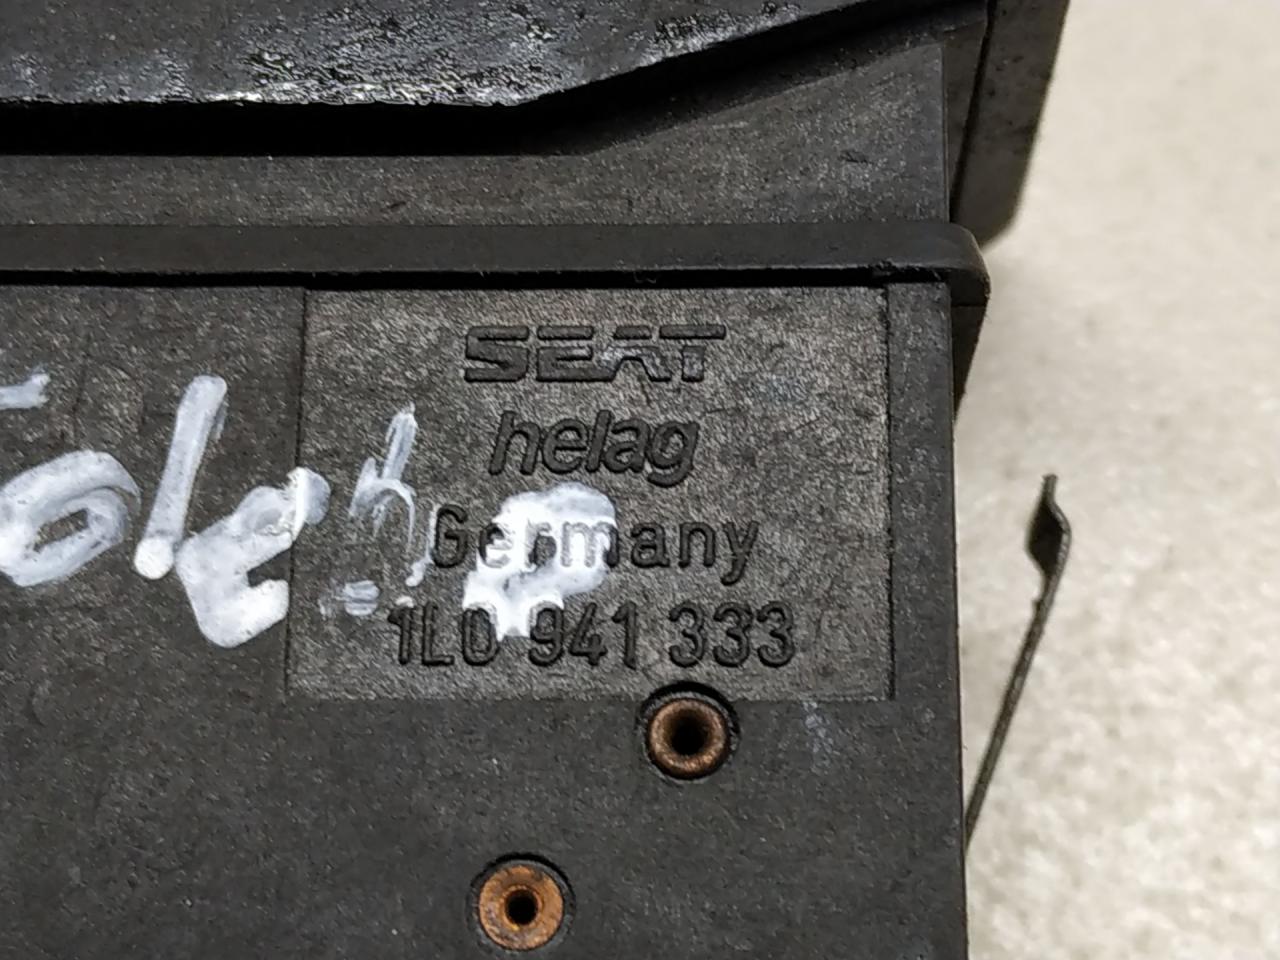 SEAT
helag
Germany
1L0 941 333